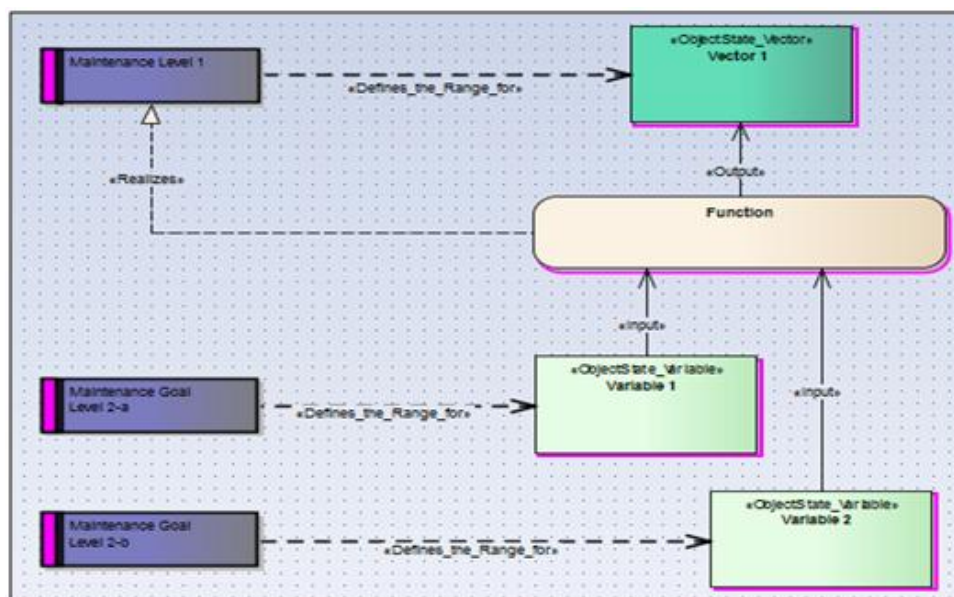 Maintenance Level 1
«ObjectState_Vector»
Vector 1
«Defines_the_Range_for»
«Realizes»
«Output»
Function
«Input»
«ObjectState_Variable»
Variable 1
Maintenance Goal
Level 2-a
«Defines_the_Range_for»
«Input»
«ObjectState_Variable»
Variable 2
Maintenance Goal
Level 2-b
«Defines_the_Range_for»